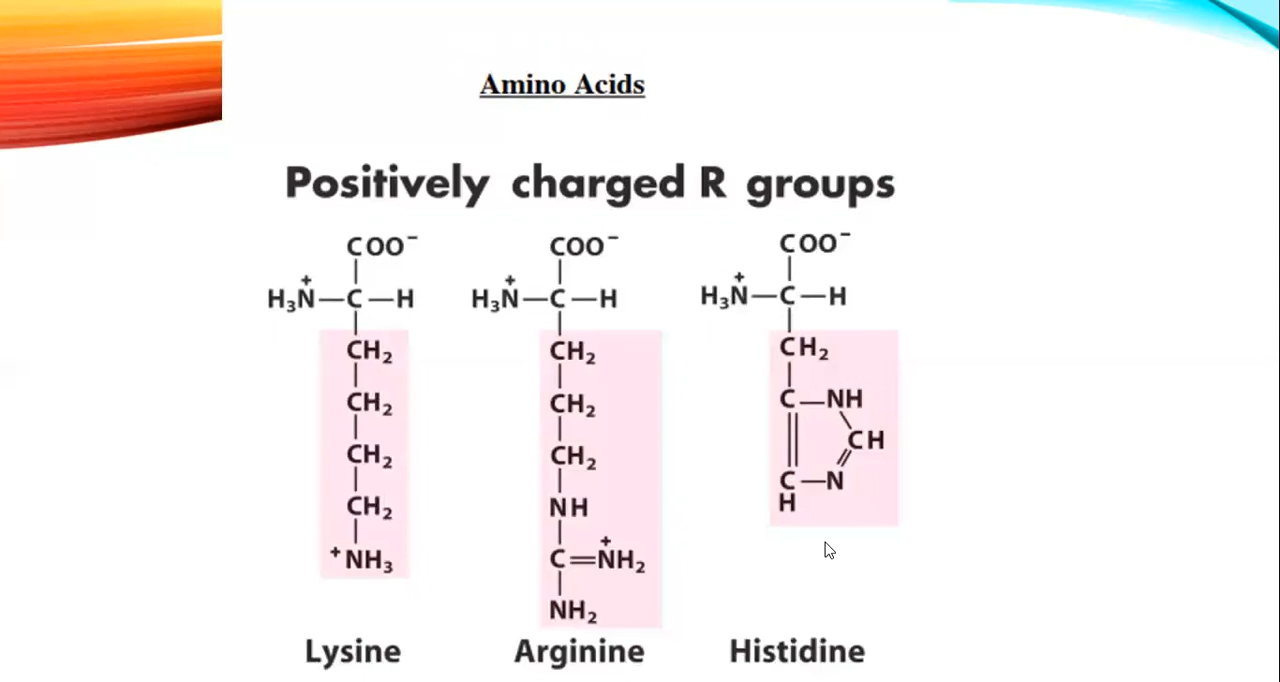 Amino Acids
Positively charged R groups
COO⁻ COO⁻ COO⁻
H₃N⁺—C—H H₃N⁺—C—H H₃N⁺—C—H
CH₂ CH₂ CH₂
CH₂ CH₂ C—NH
CH₂ CH₂ CH
CH₂ NH C—N
H
⁺NH₃ C=N⁺H₂
NH₂
Lysine Arginine Histidine